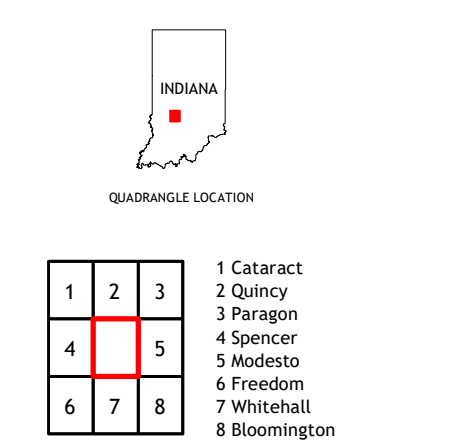 INDIANA
QUADRANGLE LOCATION
1 2 3
4 5
6 7 8
1 Cataract
2 Quincy
3 Paragon
4 Spencer
5 Modesto
6 Freedom
7 Whitehall
8 Bloomington